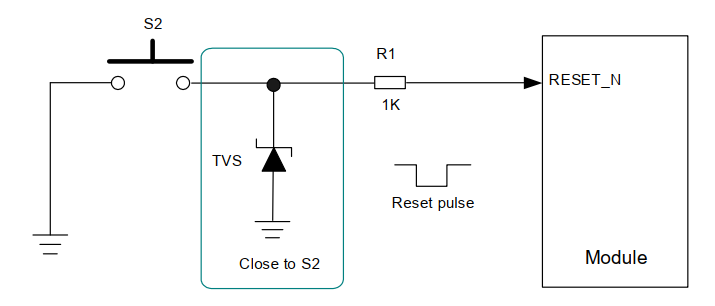 S2
R1
RESET_N
1K
TVS
Reset pulse
Close to S2
Module